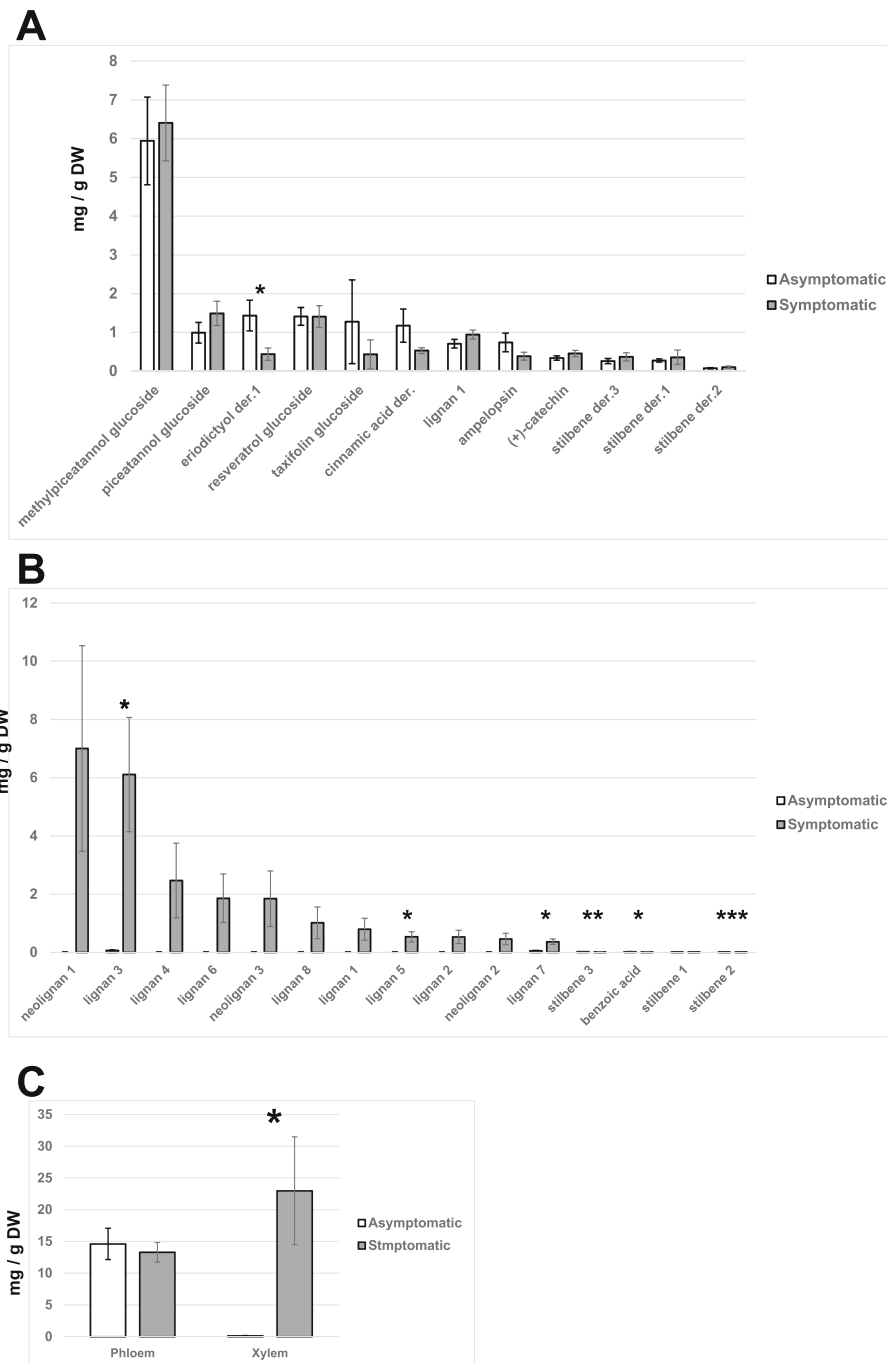 A
8
7
6
5
4
3
2
1
0
mg / g DW
*
Asymptomatic
Symptomatic
methylpiceatannol glucoside
piceatannol glucoside
eriodictyol der.1
resveratrol glucoside
taxifolin glucoside
cinnamic acid der.
lignan 1
ampelopsin
(+)-catechin
stilbene der.3
stilbene der.1
stilbene der.2
B
12
10
8
6
4
2
0
mg / g DW
*
*
*
**
*
***
Asymptomatic
Symptomatic
neolignan 1
lignan 3
lignan 4
lignan 6
neolignan 3
lignan 8
lignan 1
lignan 5
lignan 2
neolignan 2
lignan 7
stilbene 3
benzoic acid
stilbene 1
stilbene 2
C
35
30
25
20
15
10
5
0
mg / g DW
*
Asymptomatic
Stmptomatic
Phloem Xylem